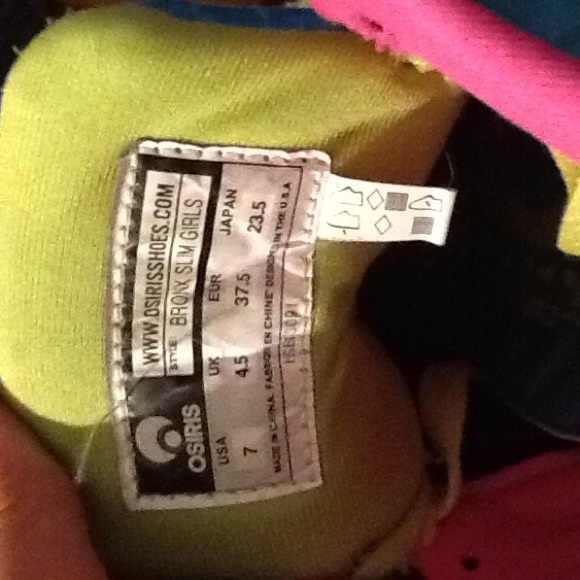 WWW.OSIRISSHOES.COM
STYLE: BRONX SLIM GIRLS
OSIRIS
USA UK EUR JAPAN
7 4.5 37.5 23.5
MADE IN CHINA, FABRIQUE EN CHINE DESIGNED IN THE U.S.A